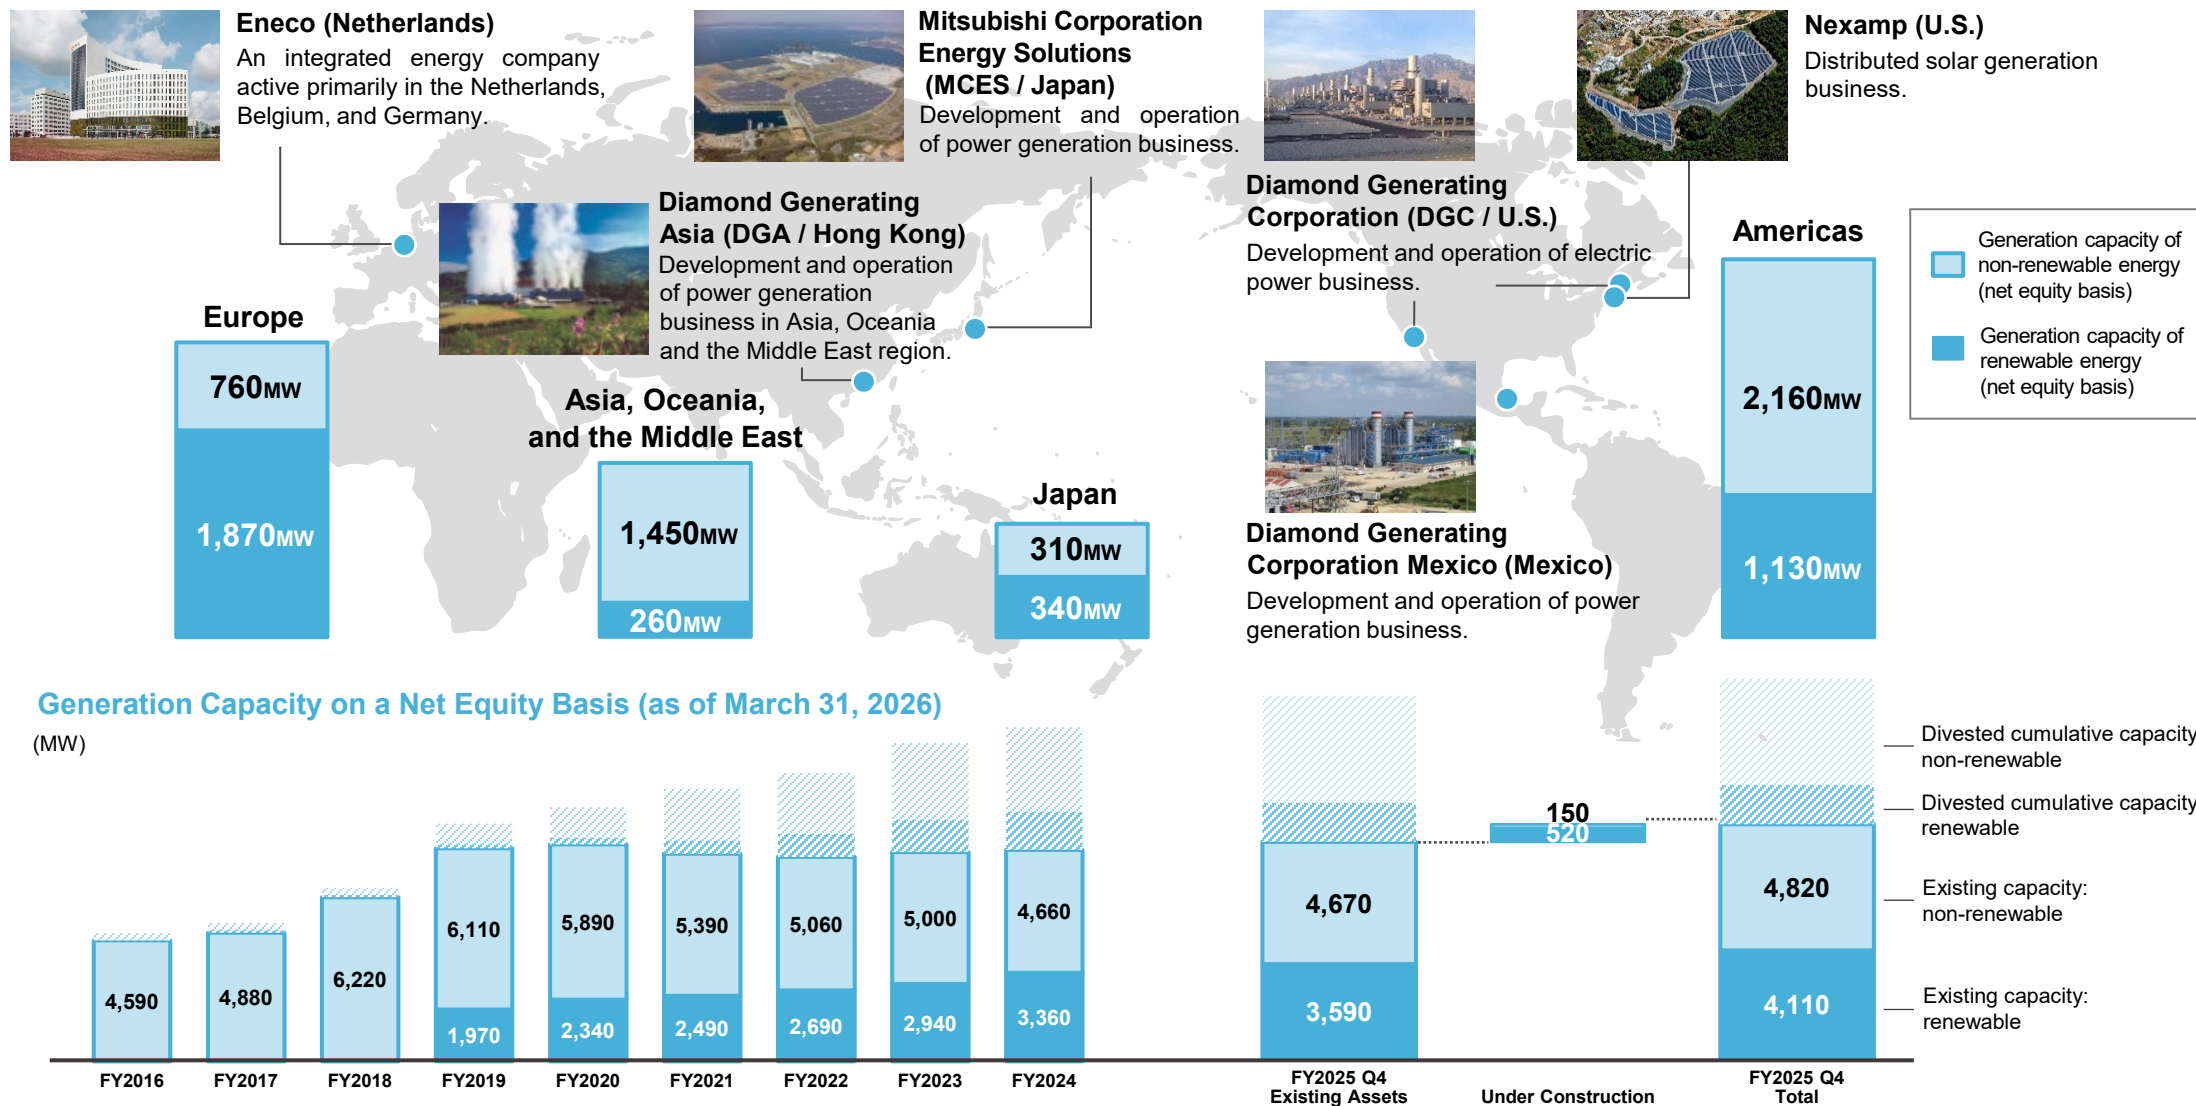 Eneco (Netherlands)
An integrated energy company
active primarily in the Netherlands,
Belgium, and Germany.
Mitsubishi Corporation
Energy Solutions
(MCES / Japan)
Development and operation
of power generation business.
Nexamp (U.S.)
Distributed solar generation
business.
Diamond Generating
Asia (DGA / Hong Kong)
Development and operation
of power generation
business in Asia, Oceania
and the Middle East region.
Diamond Generating
Corporation (DGC / U.S.)
Development and operation of electric
power business.
Diamond Generating
Corporation Mexico (Mexico)
Development and operation of power
generation business.
Generation capacity of
non-renewable energy
(net equity basis)
Generation capacity of
renewable energy
(net equity basis)
Europe
760MW
1,870MW
Asia, Oceania,
and the Middle East
1,450MW
260MW
Japan
310MW
340MW
Americas
2,160MW
1,130MW
Generation Capacity on a Net Equity Basis (as of March 31, 2026)
(MW)
4,590
4,880
6,220
6,110
1,970
5,890
2,340
5,390
2,490
5,060
2,690
5,000
2,940
4,660
3,360
4,670
3,590
150
520
4,820
4,110
Divested cumulative capacity
non-renewable
Divested cumulative capacity
renewable
Existing capacity:
non-renewable
Existing capacity:
renewable
FY2016
FY2017
FY2018
FY2019
FY2020
FY2021
FY2022
FY2023
FY2024
FY2025 Q4
Existing Assets
Under Construction
FY2025 Q4
Total